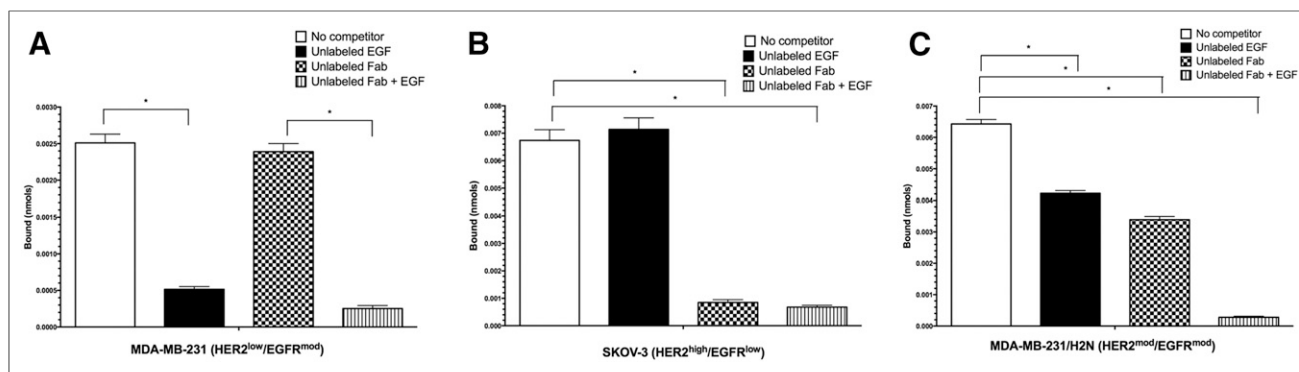 A
No competitor
Unlabeled EGF
Unlabeled Fab
Unlabeled Fab + EGF
*
*
0.0030
0.0025
0.0020
0.0015
0.0010
0.0005
0.0000
Bound (nmols)
MDA-MB-231 (HER2low/EGFRmod)
B
No competitor
Unlabeled EGF
Unlabeled Fab
Unlabeled Fab + EGF
*
*
0.008
0.007
0.006
0.005
0.004
0.003
0.002
0.001
0.000
Bound (nmols)
SKOV-3 (HER2high/EGFRlow)
C
No competitor
Unlabeled EGF
Unlabeled Fab
Unlabeled Fab + EGF
*
*
*
0.007
0.006
0.005
0.004
0.003
0.002
0.001
0.000
Bound (nmols)
MDA-MB-231/H2N (HER2mod/EGFRmod)